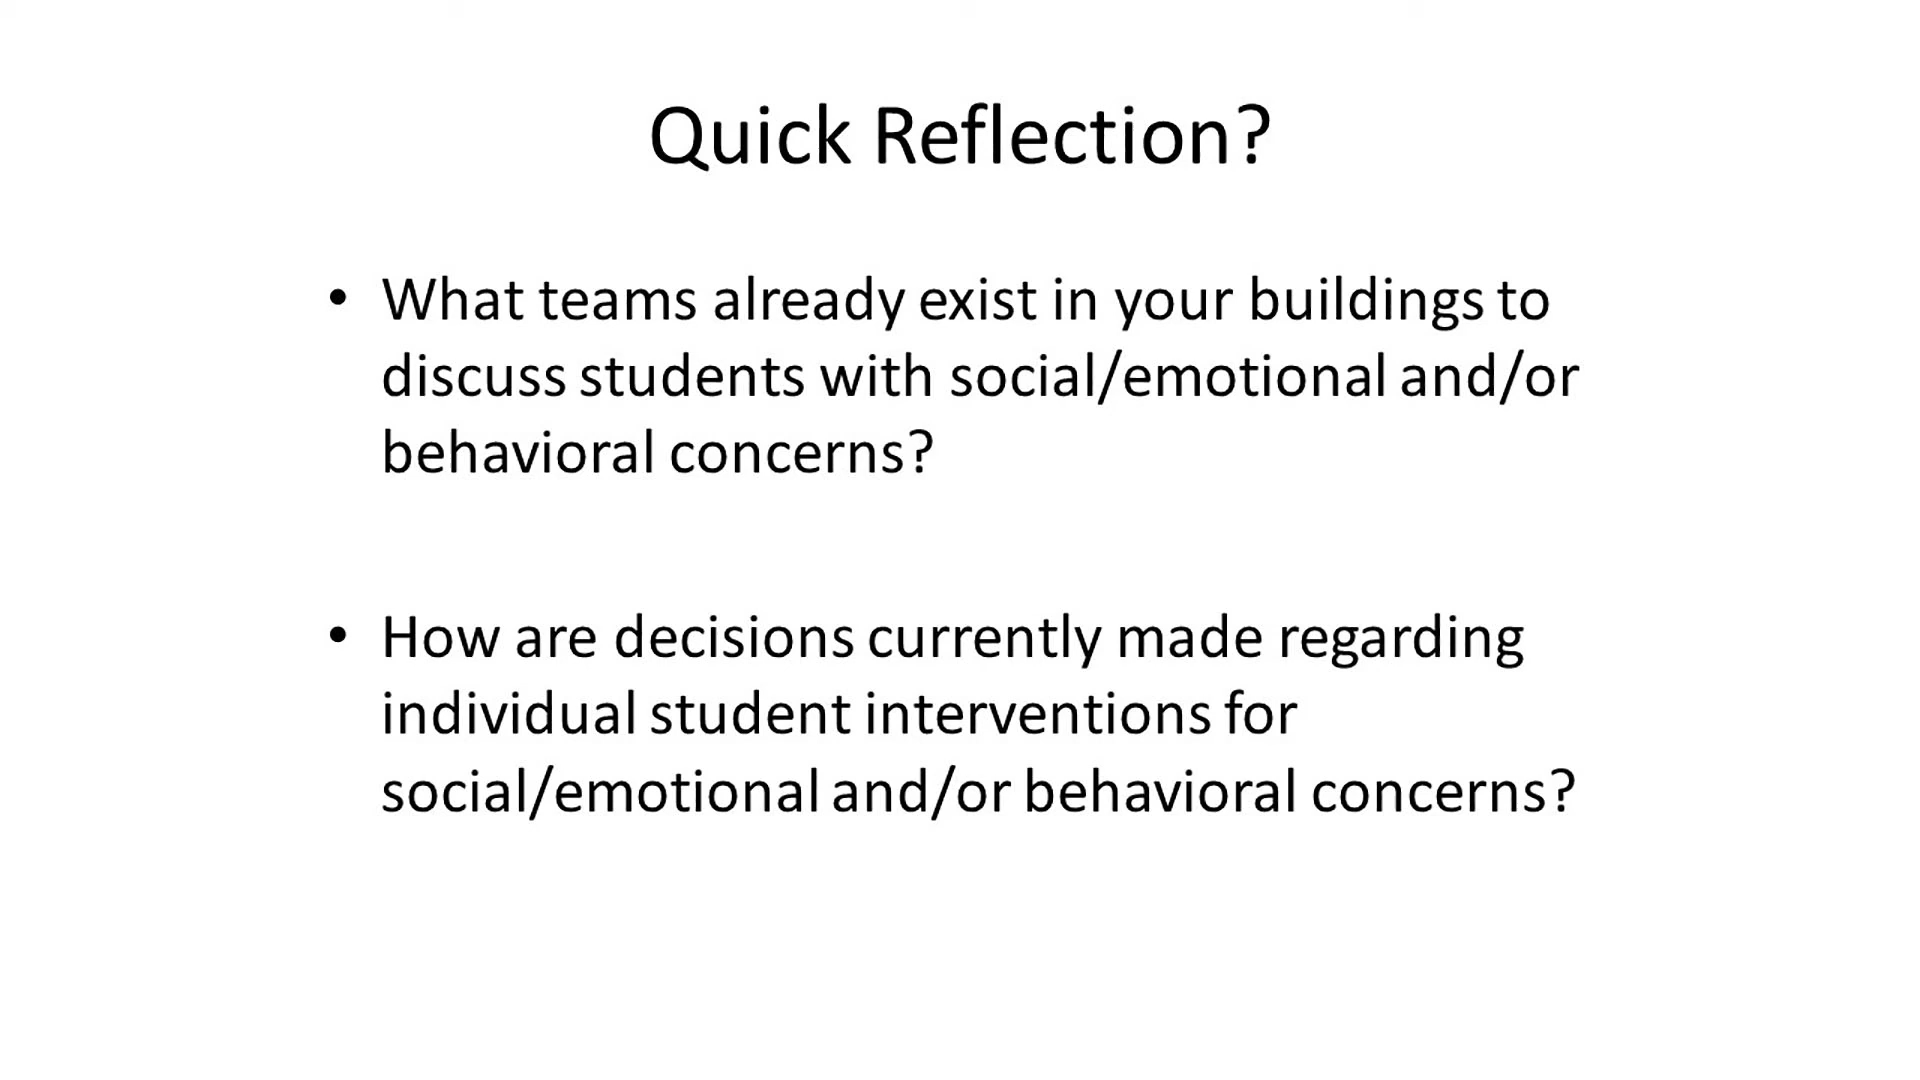 Quick Reflection?
• What teams already exist in your buildings to
discuss students with social/emotional and/or
behavioral concerns?
• How are decisions currently made regarding
individual student interventions for
social/emotional and/or behavioral concerns?